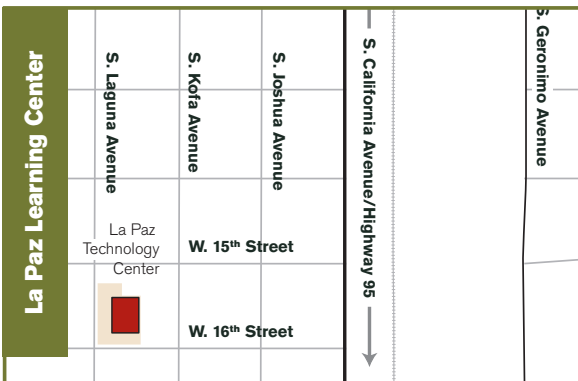 La Paz Learning Center
S. Laguna Avenue
S. Kofa Avenue
S. Joshua Avenue
S. California Avenue/Highway 95
S. Geronimo Avenue
La Paz
Technology
Center
W. 15th Street
W. 16th Street